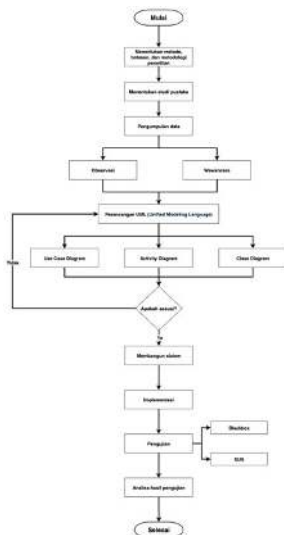 Mulai
Menentukan metode,
batasan, dan metodologi
penelitian
Menentukan studi pustaka
Pengumpulan data
Observasi
Wawancara
Perancangan UML (Unified Modeling Language)
Tidak
Use Case Diagram
Activity Diagram
Class Diagram
Apakah sesuai?
Ya
Membangun sistem
Implementasi
Pengujian
Blackbox
SUS
Analisa hasil pengujian
Selesai